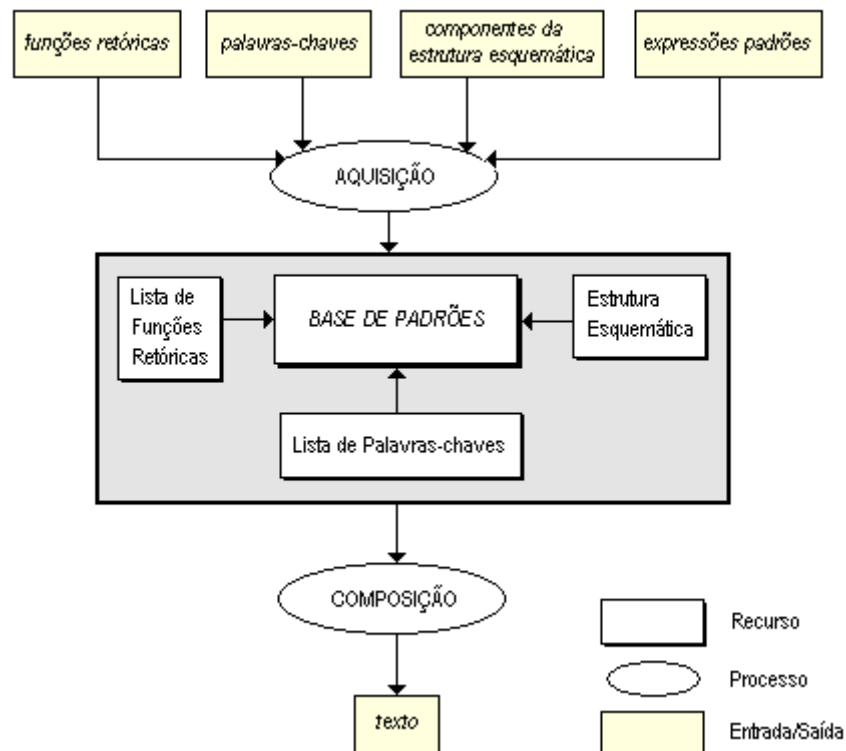 funções retóricas
palavras-chaves
componentes da
estrutura esquemática
expressões padrões
AQUISIÇÃO
Lista de
Funções
Retóricas
BASE DE PADRÕES
Estrutura
Esquemática
Lista de Palavras-chaves
COMPOSIÇÃO
texto
Recurso
Processo
Entrada/Saída